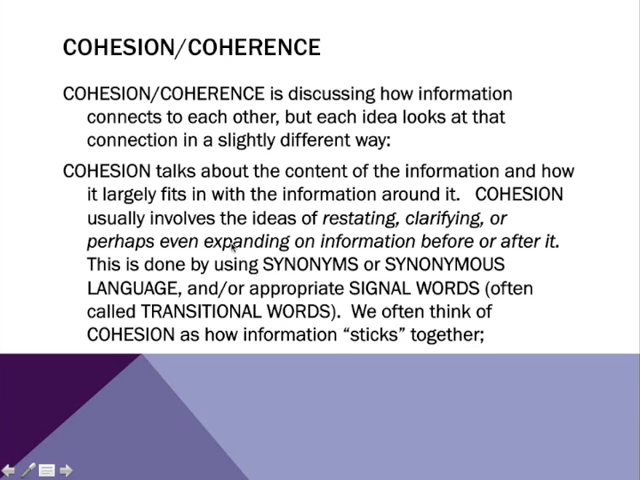 COHESION/COHERENCE
COHESION/COHERENCE is discussing how information
connects to each other, but each idea looks at that
connection in a slightly different way:
COHESION talks about the content of the information and how
it largely fits in with the information around it. COHESION
usually involves the ideas of restating, clarifying, or
perhaps even expanding on information before or after it.
This is done by using SYNONYMS or SYNONYMOUS
LANGUAGE, and/or appropriate SIGNAL WORDS (often
called TRANSITIONAL WORDS). We often think of
COHESION as how information “sticks” together;